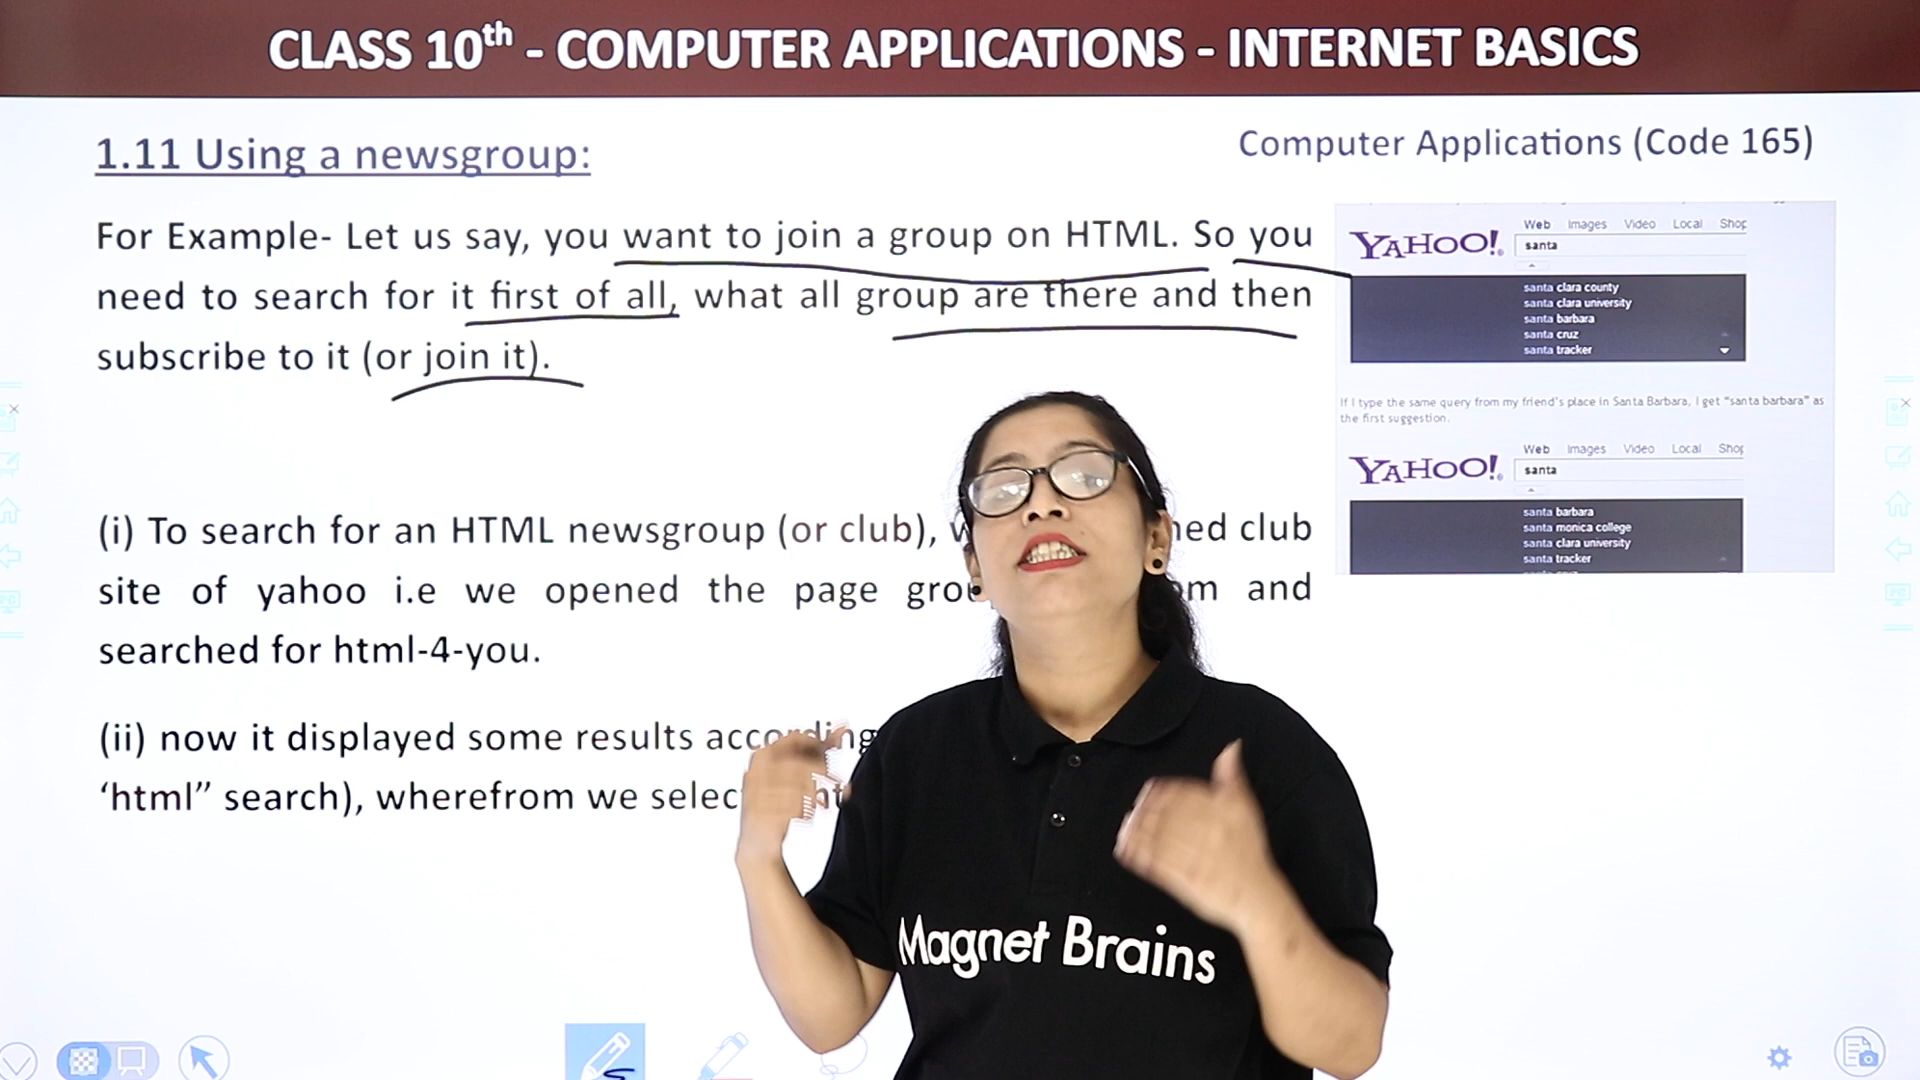 CLASS 10th - COMPUTER APPLICATIONS - INTERNET BASICS
1.11 Using a newsgroup:
Computer Applications (Code 165)
For Example- Let us say, you want to join a group on HTML. So you
need to search for it first of all, what all group are there and then
subscribe to it (or join it).
YAHOO!
Web Images Video Local Shop
santa
santa clara county
santa clara university
santa barbara
santa cruz
santa tracker
If I type the same query from my friend's place in Santa Barbara, I get "santa barbara" as
the first suggestion.
YAHOO!
Web Images Video Local Shop
santa
santa barbara
santa monica college
santa clara university
santa tracker
(i) To search for an HTML newsgroup (or club), club
site of yahoo i.e we opened the page and
searched for html-4-you.
(ii) now it displayed some results according
‘html” search), wherefrom we
Magnet Brains